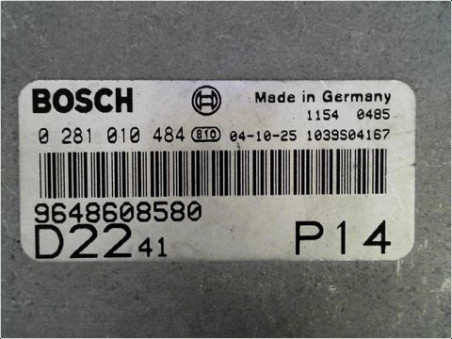 BOSCH Made in Germany
1154 0485
0 281 010 484 810 04-10-25 1039S04167
9648608580
D22 41 P14